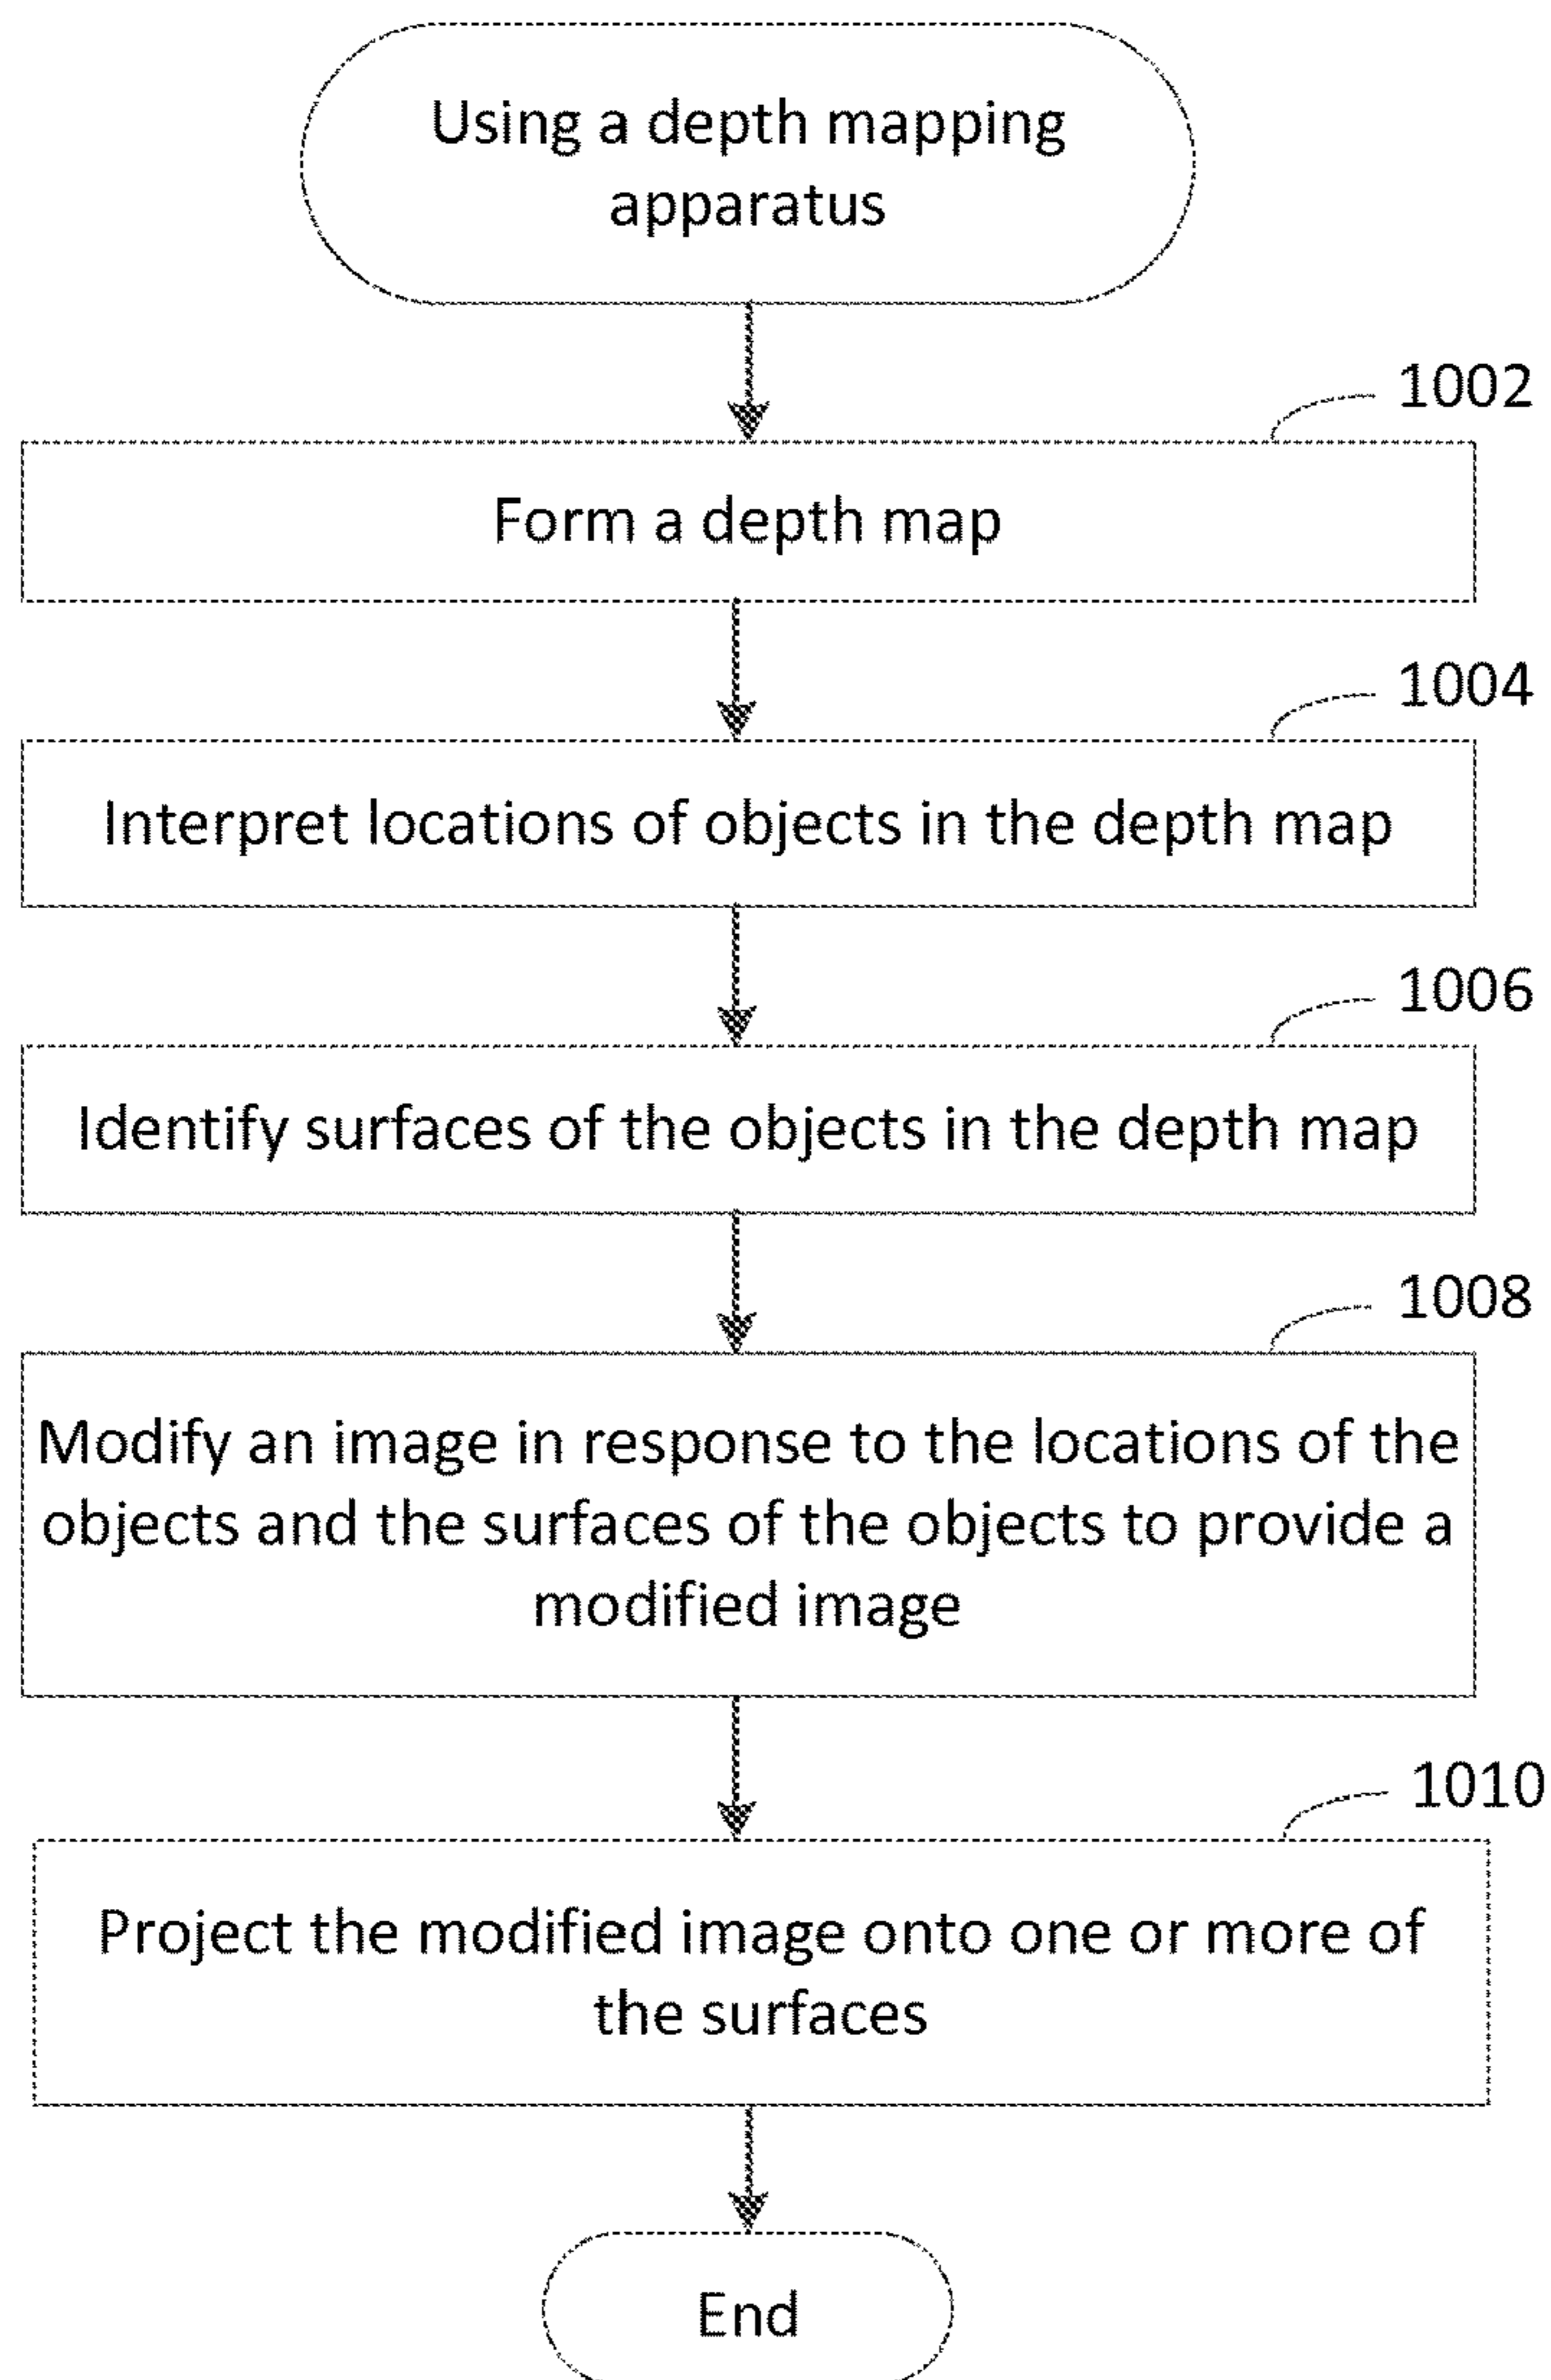 Using a depth mapping
apparatus
1002
Form a depth map
1004
Interpret locations of objects in the depth map
1006
Identify surfaces of the objects in the depth map
1008
Modify an image in response to the locations of the
objects and the surfaces of the objects to provide a
modified image
1010
Project the modified image onto one or more of
the surfaces
End